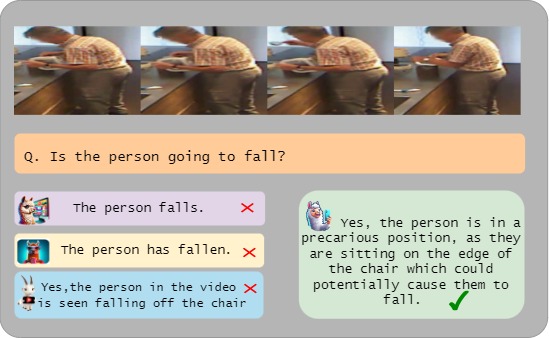 Q. Is the person going to fall?
The person falls.
The person has fallen.
Yes,the person in the video
is seen falling off the chair
Yes, the person is in a
precarious position, as they
are sitting on the edge of
the chair which could
potentially cause them to
fall.